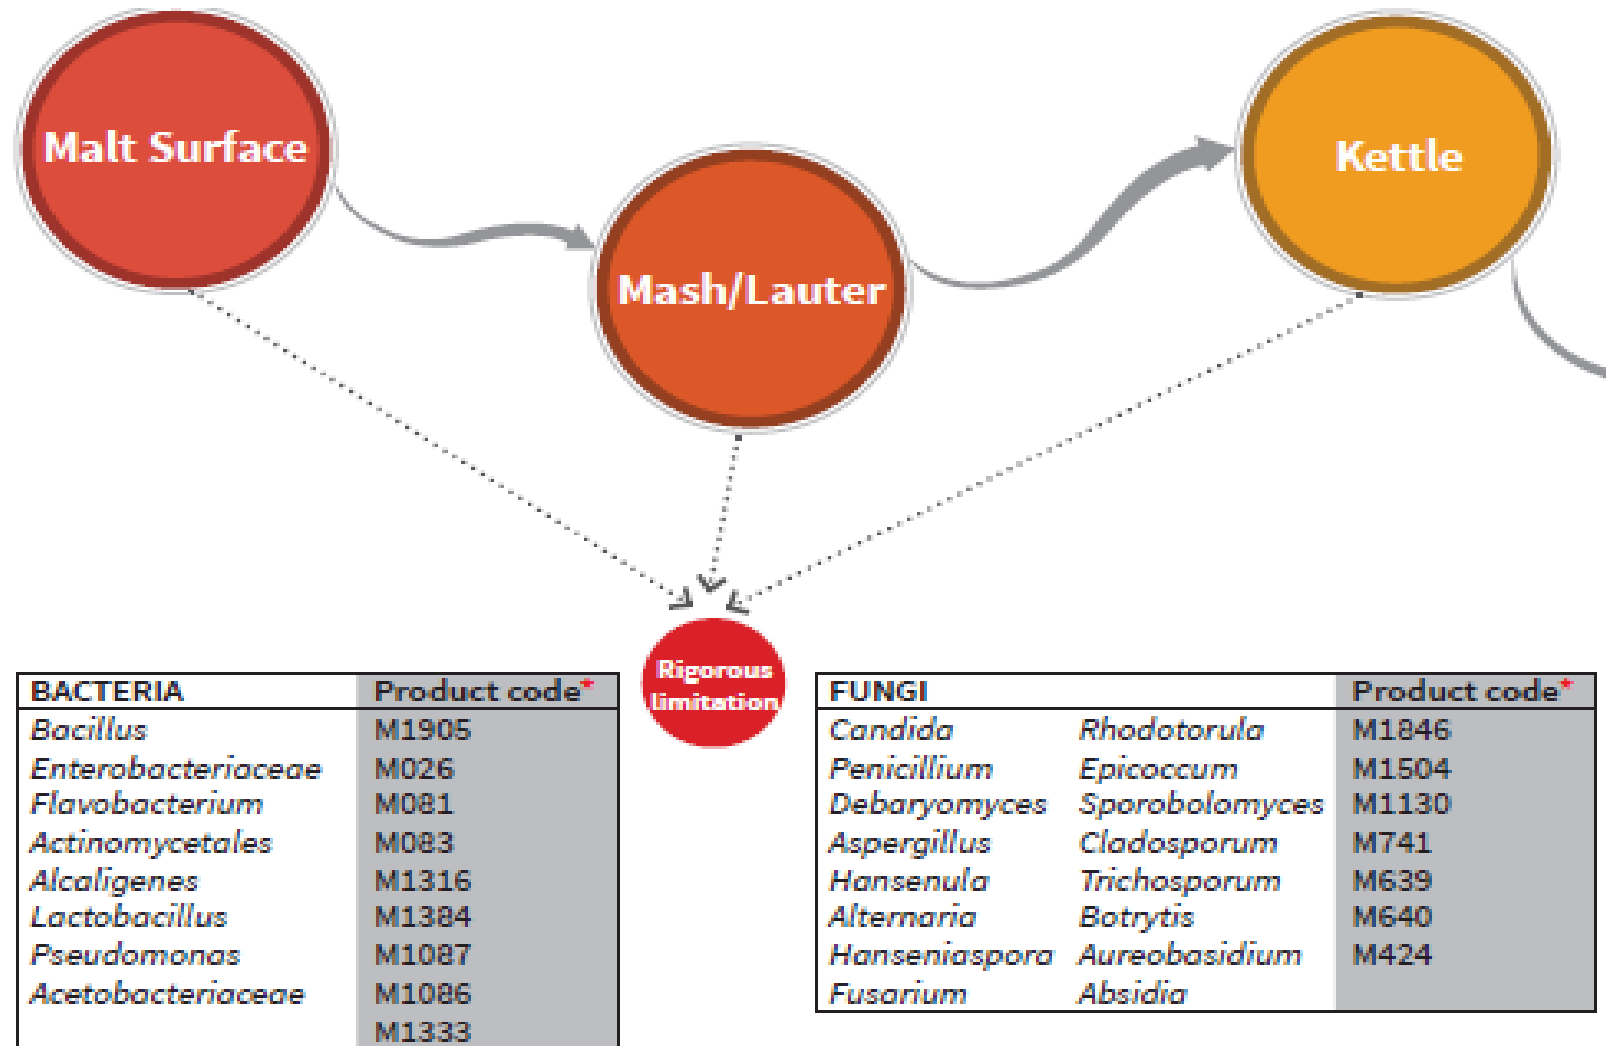 Malt Surface
Mash/Lauter
Kettle
Rigorous
limitation
BACTERIA Product code*
Bacillus M1905
Enterobacteriaceae M026
Flavobacterium M081
Actinomycetales M083
Alcaligenes M1316
Lactobacillus M1384
Pseudomonas M1087
Acetobacteriaceae M1086
M1333
FUNGI Product code*
Candida Rhodotorula M1846
Penicillium Epicoccum M1504
Debaryomyces Sporobolomyces M1130
Aspergillus Cladosporum M741
Hansenula Trichosporum M639
Alternaria Botrytis M640
Hanseniaspora Aureobasidium M424
Fusarium Absidia